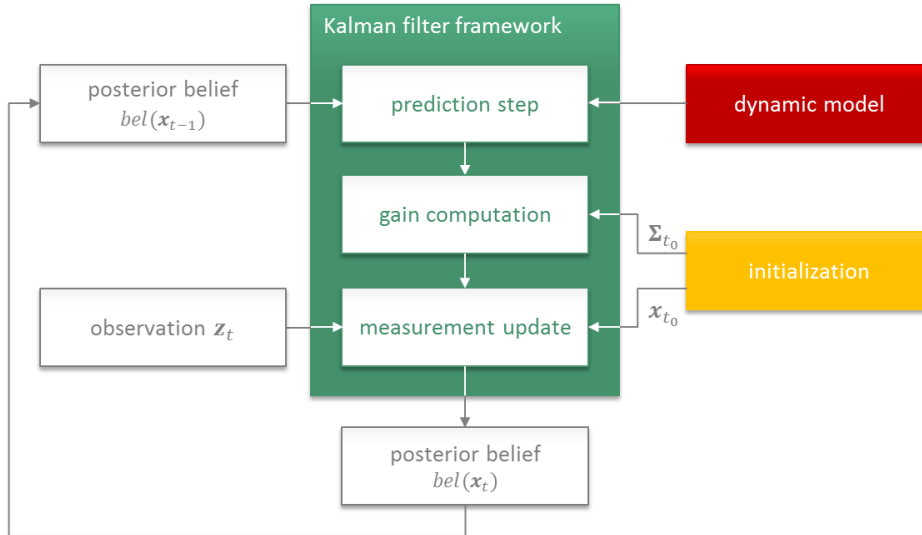 Kalman filter framework
posterior belief
bel(x_{t−1})
prediction step
dynamic model
gain computation
Σ_{t_0}
initialization
observation z_t
measurement update
x_{t_0}
posterior belief
bel(x_t)